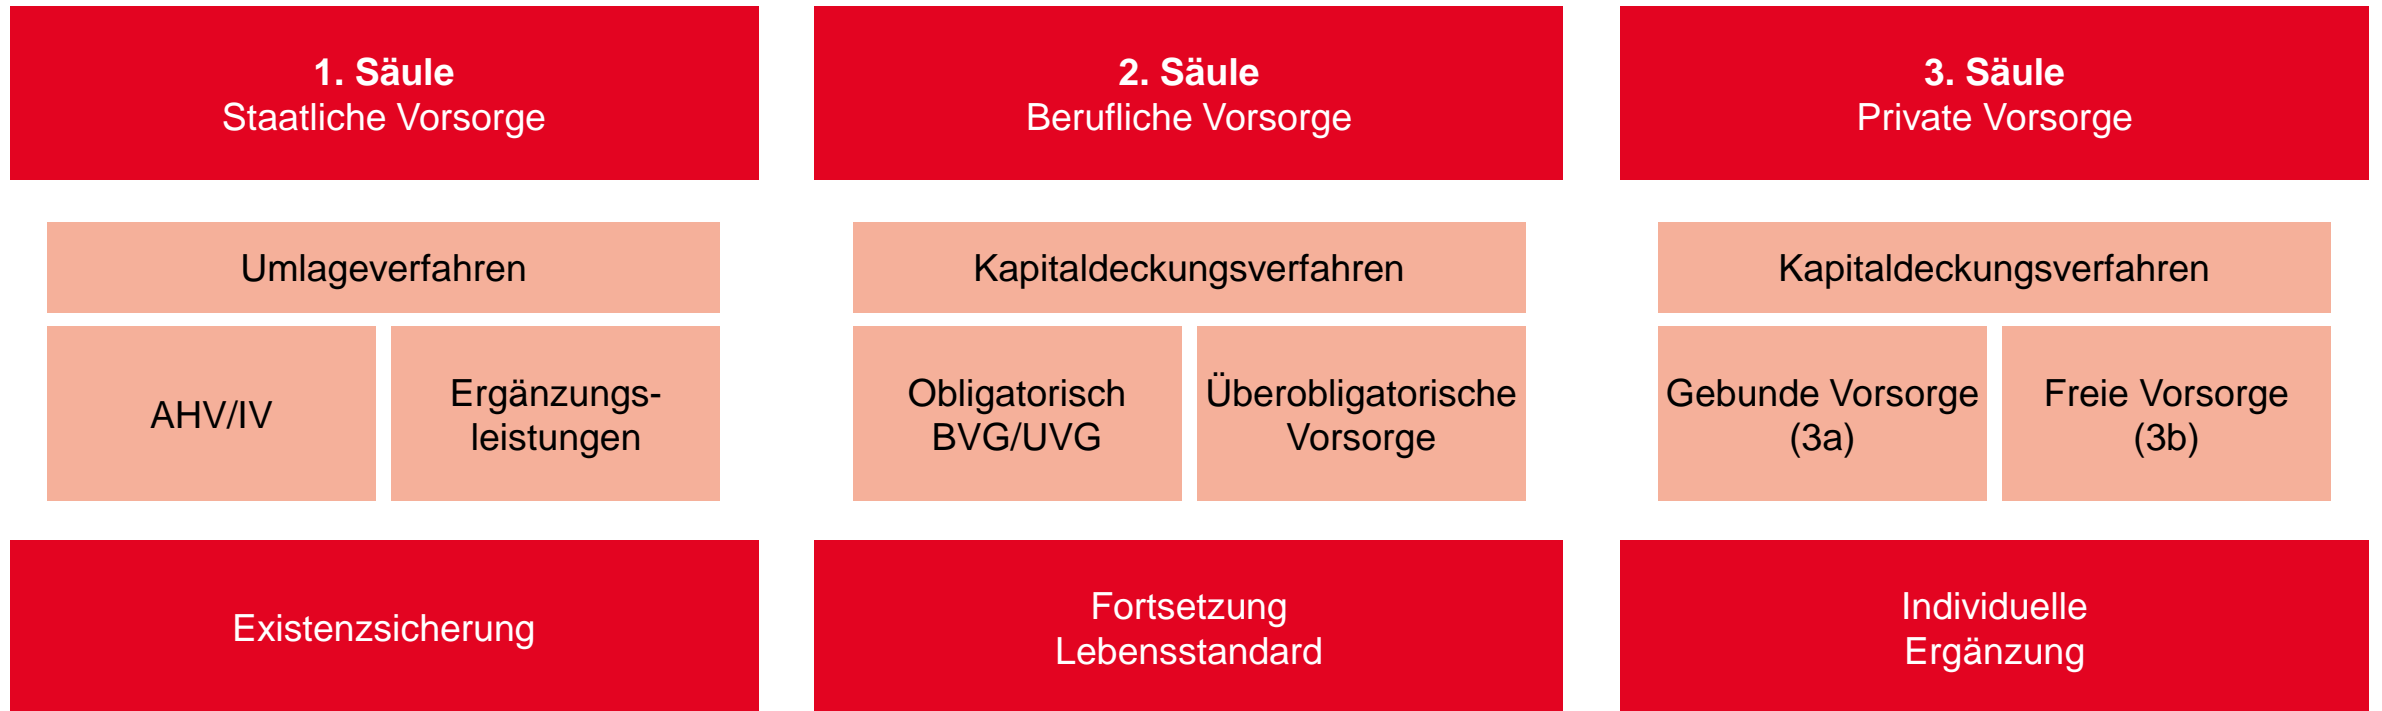 1. Säule
Staatliche Vorsorge
2. Säule
Berufliche Vorsorge
3. Säule
Private Vorsorge
Umlageverfahren
Kapitaldeckungsverfahren
Kapitaldeckungsverfahren
AHV/IV
Ergänzungs-
leistungen
Obligatorisch
BVG/UVG
Überobligatorische
Vorsorge
Gebunde Vorsorge
(3a)
Freie Vorsorge
(3b)
Existenzsicherung
Fortsetzung
Lebensstandard
Individuelle
Ergänzung